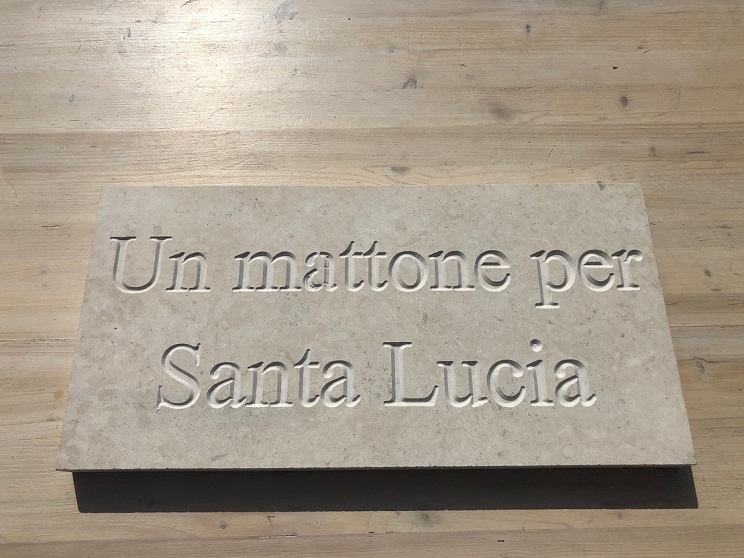 Un mattone per
Santa Lucia